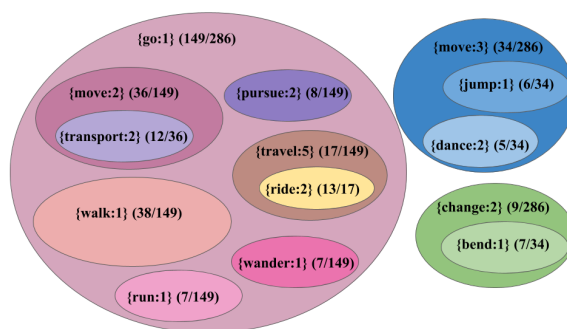 {go:1} (149/286)
{move:2} (36/149)
{transport:2} (12/36)
{pursue:2} (8/149)
{travel:5} (17/149)
{ride:2} (13/17)
{walk:1} (38/149)
{wander:1} (7/149)
{run:1} (7/149)
{move:3} (34/286)
{jump:1} (6/34)
{dance:2} (5/34)
{change:2} (9/286)
{bend:1} (7/34)